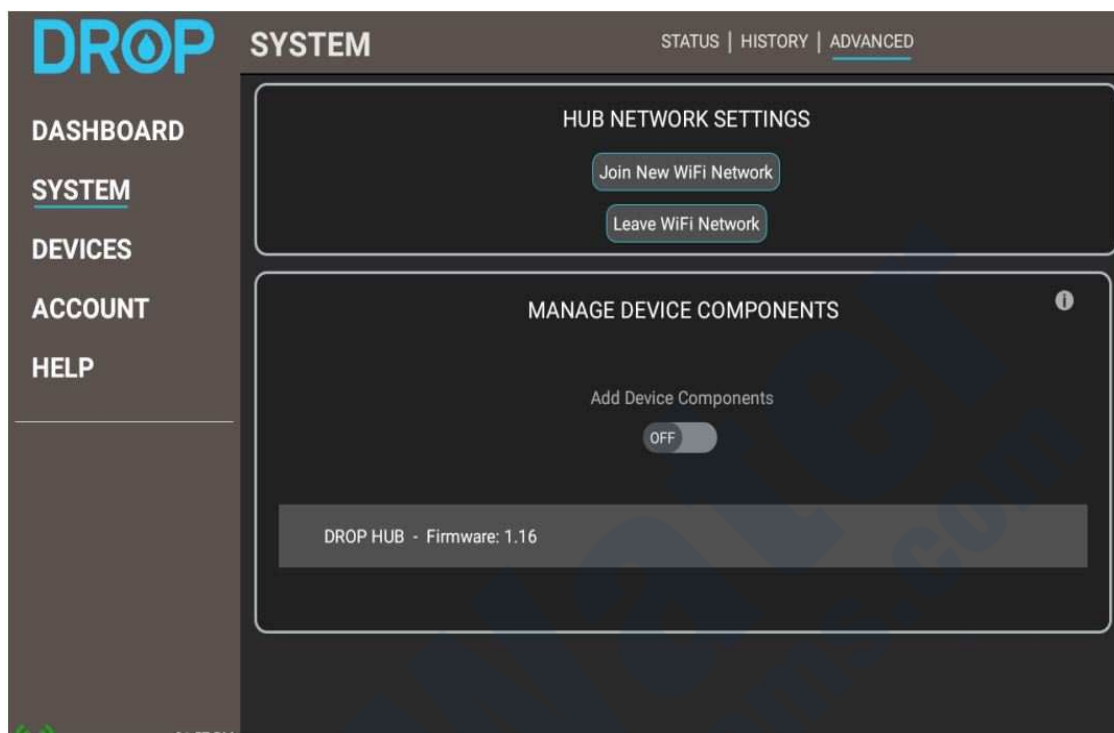 DROP
SYSTEM
STATUS | HISTORY | ADVANCED
DASHBOARD
SYSTEM
DEVICES
ACCOUNT
HELP
HUB NETWORK SETTINGS
Join New WiFi Network
Leave WiFi Network
MANAGE DEVICE COMPONENTS
i
Add Device Components
OFF
DROP HUB - Firmware: 1.16